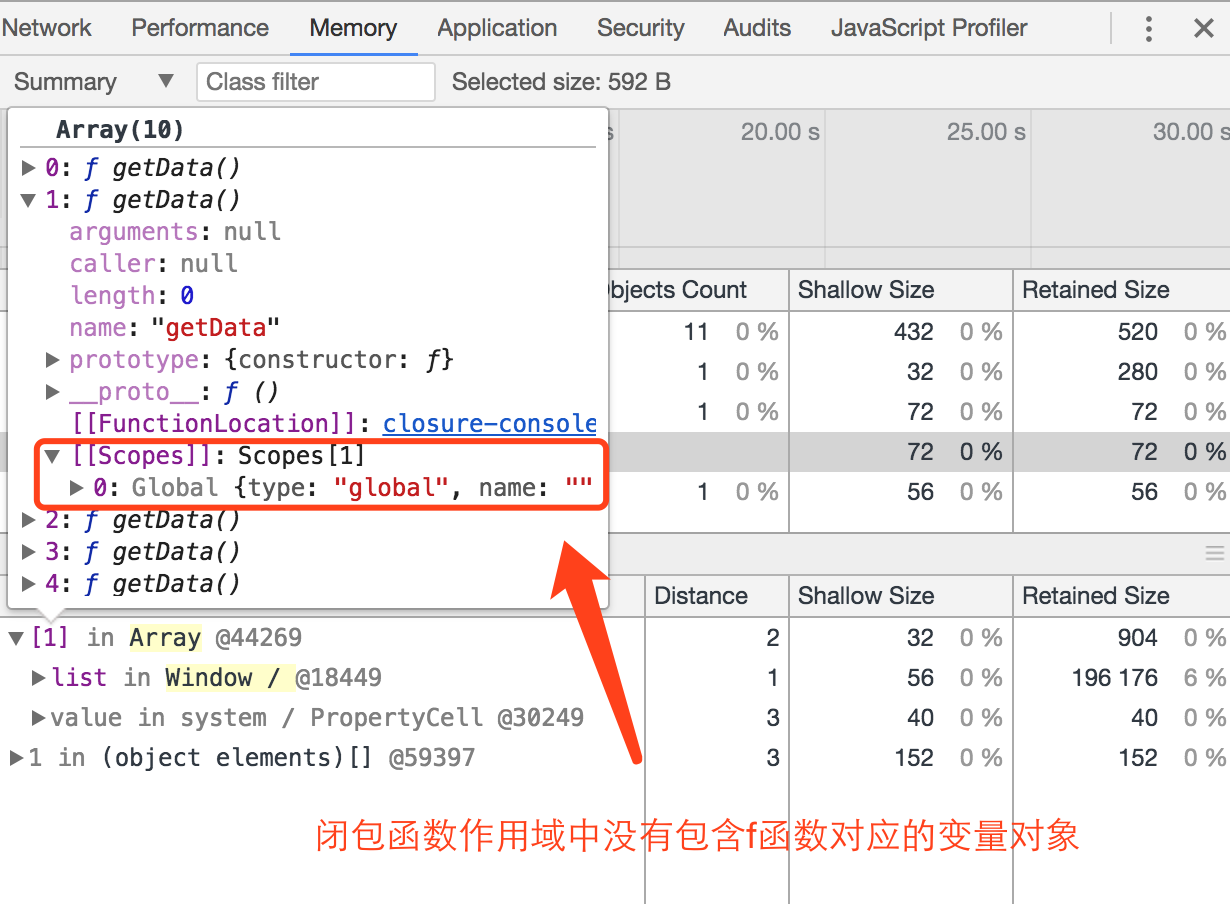 Network Performance Memory Application Security Audits JavaScript Profiler
Summary Class filter Selected size: 592 B
Array(10)
s 20.00 s 25.00 s 30.00 s
0: ƒ getData()
1: ƒ getData()
arguments: null
caller: null
length: 0
name: "getData"
prototype: {constructor: ƒ}
__proto__: ƒ ()
[[FunctionLocation]]: closure-console
[[Scopes]]: Scopes[1]
0: Global {type: "global", name: ""
2: ƒ getData()
3: ƒ getData()
4: ƒ getData()
bjects Count Shallow Size Retained Size
11 0 % 432 0 % 520 0 %
1 0 % 32 0 % 280 0 %
1 0 % 72 0 % 72 0 %
72 0 % 72 0 %
1 0 % 56 0 % 56 0 %
Distance Shallow Size Retained Size
[1] in Array @44269 2 32 0 % 904 0 %
list in Window / @18449 1 56 0 % 196 176 6 %
value in system / PropertyCell @30249 3 40 0 % 40 0 %
1 in (object elements)[] @59397 3 152 0 % 152 0 %
闭包函数作用域中没有包含f函数对应的变量对象